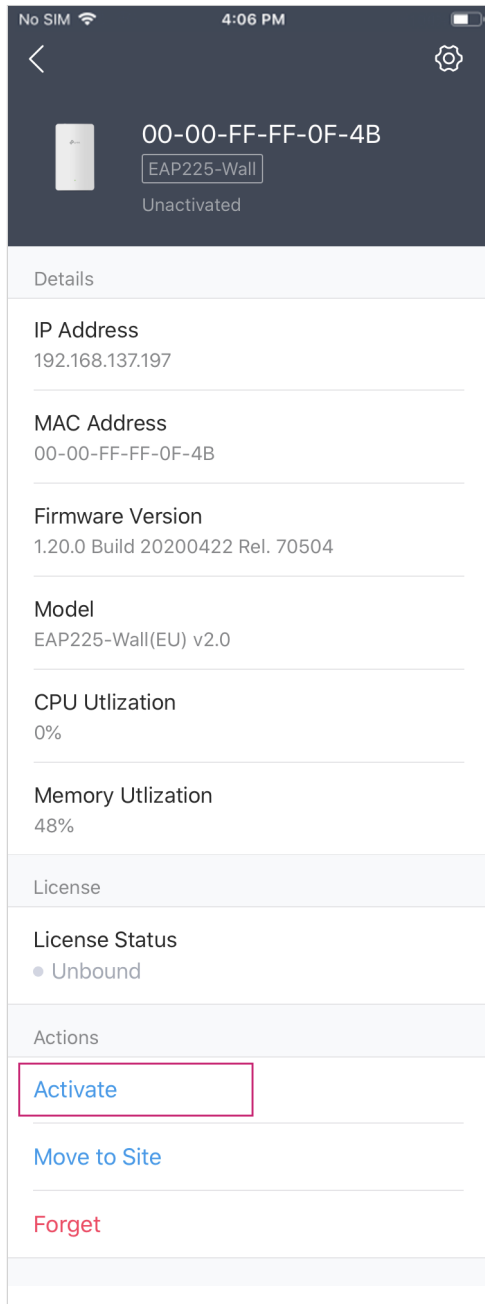 No SIM 4:06 PM
00-00-FF-FF-0F-4B
EAP225-Wall
Unactivated
Details
IP Address
192.168.137.197
MAC Address
00-00-FF-FF-0F-4B
Firmware Version
1.20.0 Build 20200422 Rel. 70504
Model
EAP225-Wall(EU) v2.0
CPU Utlization
0%
Memory Utlization
48%
License
License Status
Unbound
Actions
Activate
Move to Site
Forget